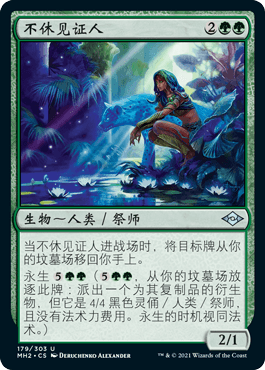 不休见证人 2
生物～人类 / 祭师
当不休见证人进战场时，将目标牌从你
的坟墓场移回你手上。
永生 5（5，从你的坟墓场放
逐此牌：派出一个为其复制品的衍生
物，但它是 4/4 黑色灵俑 / 人类 / 祭师，
且没有法术力费用。永生的时机视同法
术。）
2/1
179/303 U
MH2 • CS DERUCHENKO ALEXANDER
™ & © 2021 Wizards of the Coast